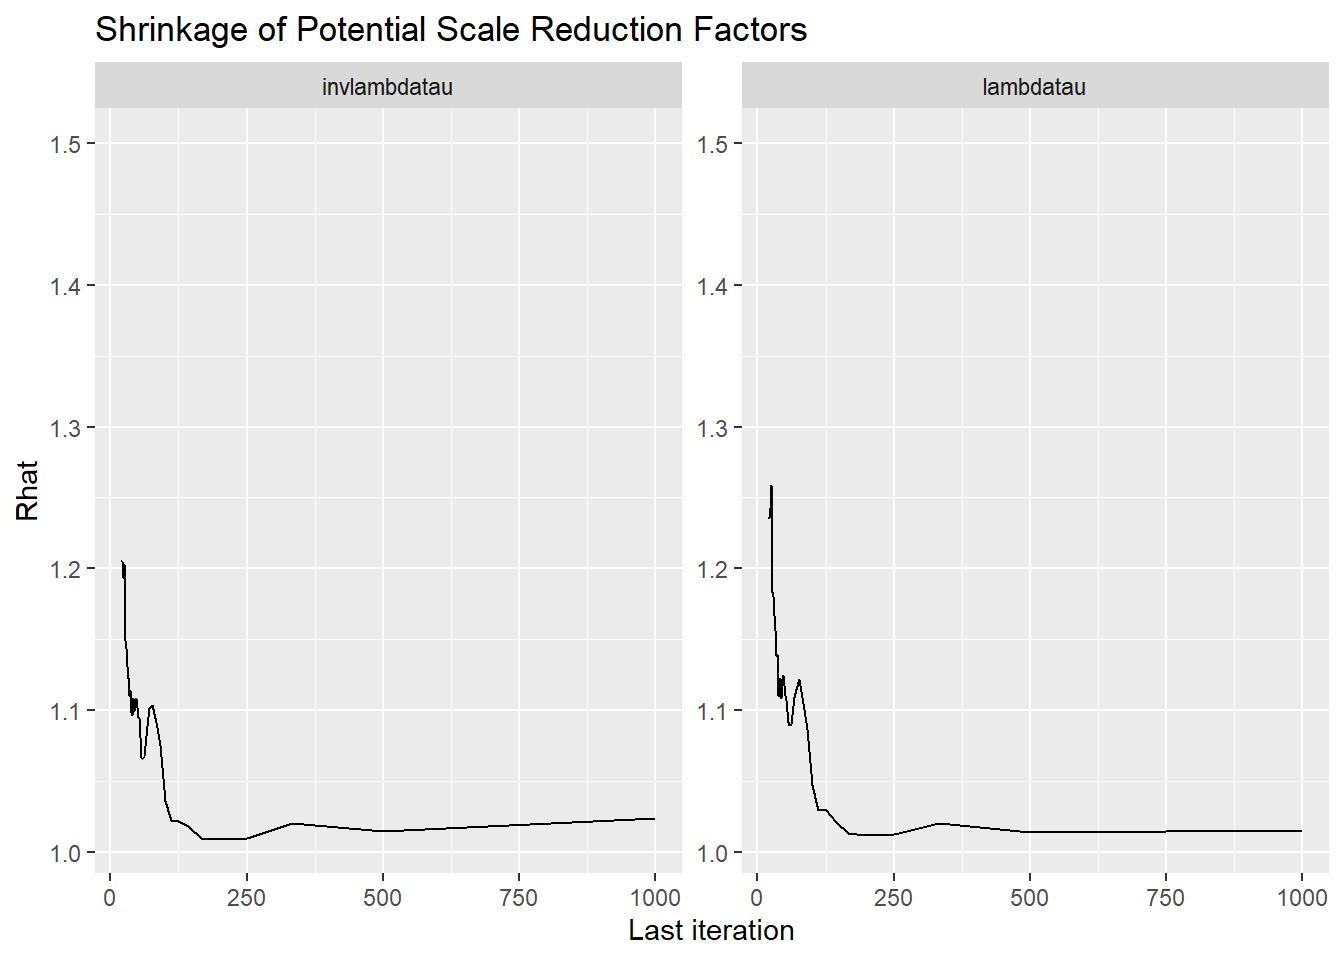 Shrinkage of Potential Scale Reduction Factors
invlambdatau
lambdatau
Rhat
1.5
1.4
1.3
1.2
1.1
1.0
1.5
1.4
1.3
1.2
1.1
1.0
0 250 500 750 1000
0 250 500 750 1000
Last iteration